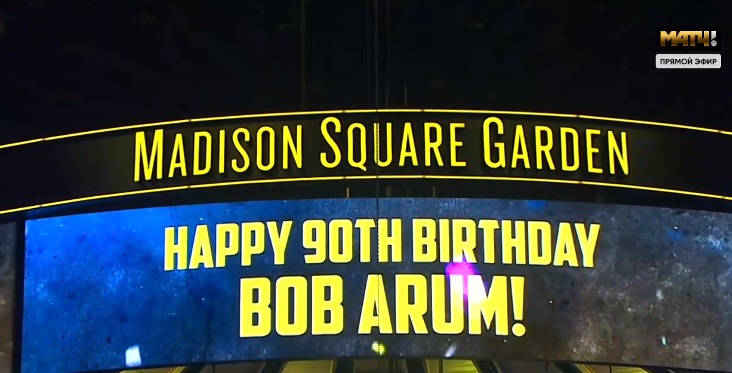 МАТЧ!
ПРЯМОЙ ЭФИР
MADISON SQUARE GARDEN
HAPPY 90TH BIRTHDAY
BOB ARUM!